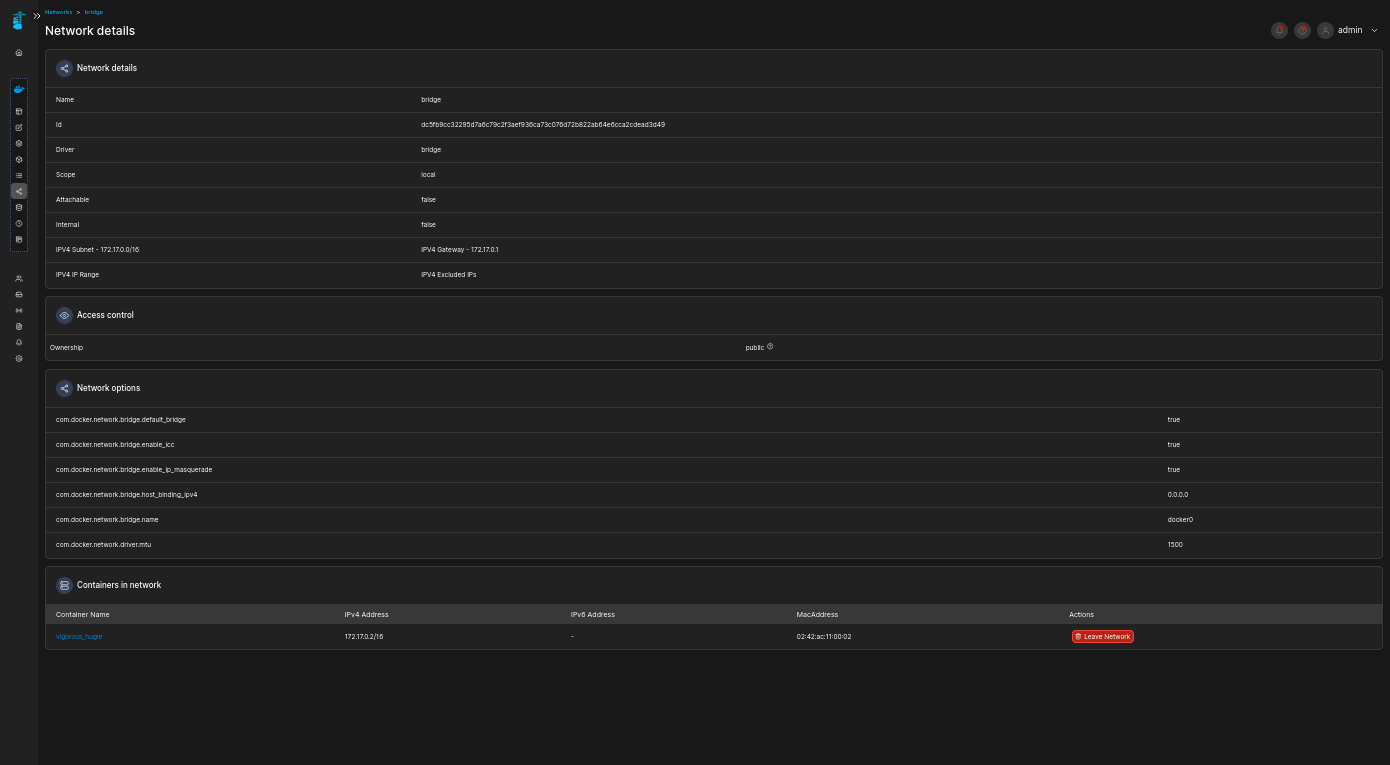 Networks > bridge
Network details
admin
Network details
Name bridge
Id dc5fb9cc32295d7a6c79c2f3aef936ca73c076d72b822ab64e6cca2cdead3d49
Driver bridge
Scope local
Attachable false
Internal false
IPV4 Subnet - 172.17.0.0/16 IPV4 Gateway - 172.17.0.1
IPV4 IP Range IPV4 Excluded IPs
Access control
Ownership public
Network options
com.docker.network.bridge.default_bridge true
com.docker.network.bridge.enable_icc true
com.docker.network.bridge.enable_ip_masquerade true
com.docker.network.bridge.host_binding_ipv4 0.0.0.0
com.docker.network.bridge.name docker0
com.docker.network.driver.mtu 1500
Containers in network
Container Name IPv4 Address IPv6 Address MacAddress Actions
vigorous_hugle 172.17.0.2/16 - 02:42:ac:11:00:02 Leave Network